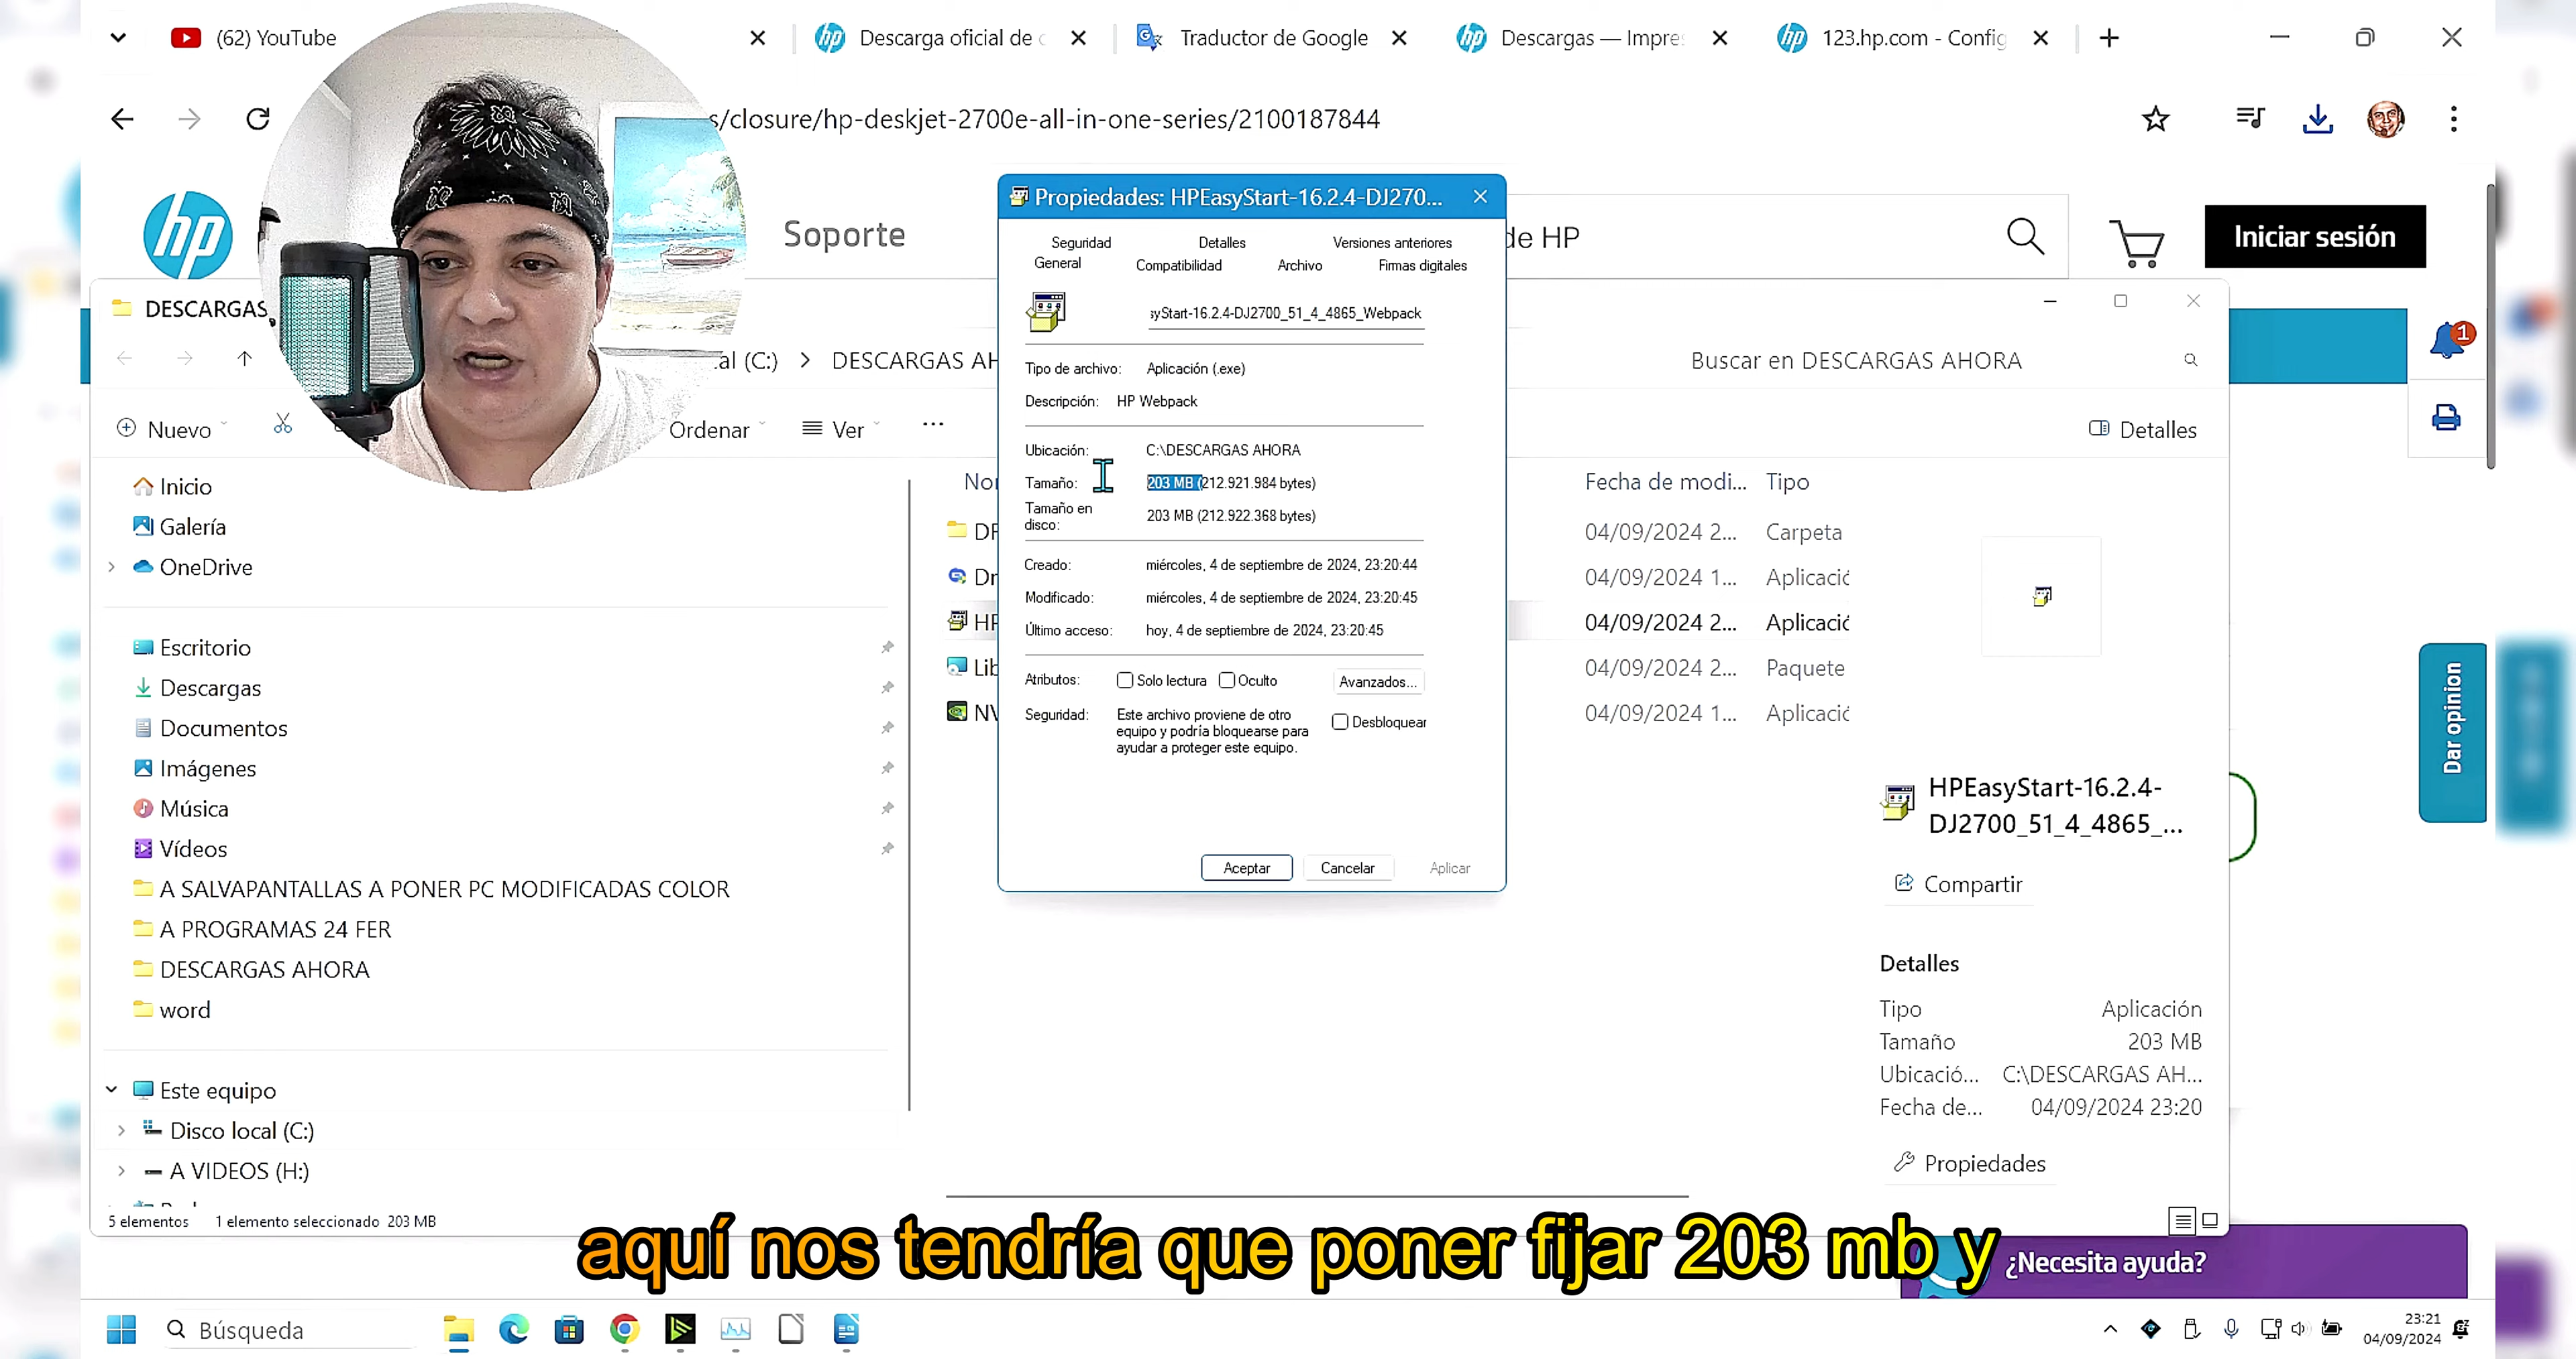 (62) YouTube
Descarga oficial de c
Traductor de Google
Descargas — Impre
123.hp.com - Config
s/closure/hp-deskjet-2700e-all-in-one-series/2100187844
hp
Soporte
de HP
Iniciar sesión
Propiedades: HPEasyStart-16.2.4-DJ270...
Seguridad
Detalles
Versiones anteriores
General
Compatibilidad
Archivo
Firmas digitales
yStart-16.2.4-DJ2700_51_4_4865_Webpack
Tipo de archivo: Aplicación (.exe)
Descripción: HP Webpack
Ubicación: C:\DESCARGAS AHORA
Tamaño: 203 MB (212.921.984 bytes)
Tamaño en disco: 203 MB (212.922.368 bytes)
Creado: miércoles, 4 de septiembre de 2024, 23:20:44
Modificado: miércoles, 4 de septiembre de 2024, 23:20:45
Último acceso: hoy, 4 de septiembre de 2024, 23:20:45
Atributos: Solo lectura Oculto Avanzados...
Seguridad: Este archivo proviene de otro
equipo y podría bloquearse para
ayudar a proteger este equipo.
Desbloquear
Aceptar
Cancelar
Aplicar
DESCARGAS
al (C:) > DESCARGAS AH
Buscar en DESCARGAS AHORA
1
Nuevo
Ordenar
Ver
...
Detalles
Inicio
Galería
OneDrive
Escritorio
Descargas
Documentos
Imágenes
Música
Vídeos
A SALVAPANTALLAS A PONER PC MODIFICADAS COLOR
A PROGRAMAS 24 FER
DESCARGAS AHORA
word
Este equipo
Disco local (C:)
A VIDEOS (H:)
5 elementos 1 elemento seleccionado 203 MB
Nor
Fecha de modi... Tipo
04/09/2024 2... Carpeta
Dr 04/09/2024 1... Aplicació
HP 04/09/2024 2... Aplicació
Lib 04/09/2024 2... Paquete
NV 04/09/2024 1... Aplicació
HPEasyStart-16.2.4-
DJ2700_51_4_4865_...
Compartir
Detalles
Tipo Aplicación
Tamaño 203 MB
Ubicació... C:\DESCARGAS AH...
Fecha de... 04/09/2024 23:20
Propiedades
Dar opinion
aquí nos tendría que poner fijar 203 mb y
¿Necesita ayuda?
Búsqueda
23:21
04/09/2024